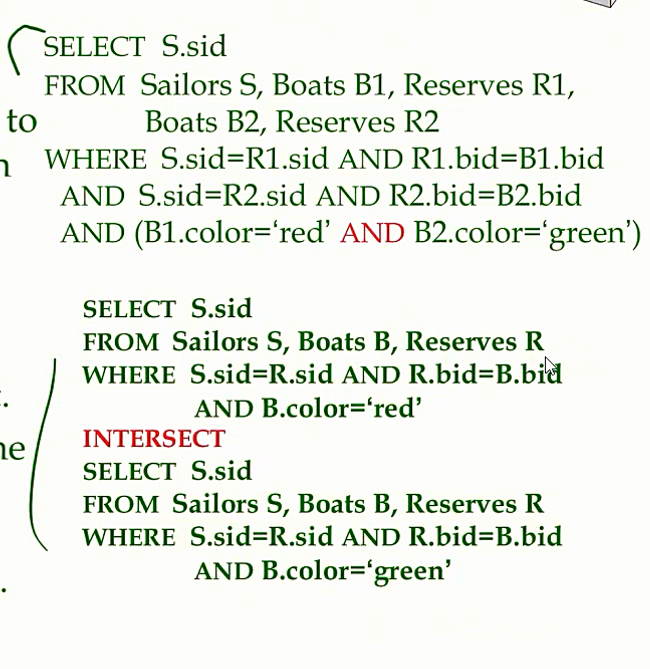 SELECT S.sid
FROM Sailors S, Boats B1, Reserves R1,
to Boats B2, Reserves R2
WHERE S.sid=R1.sid AND R1.bid=B1.bid
AND S.sid=R2.sid AND R2.bid=B2.bid
AND (B1.color=‘red’ AND B2.color=‘green’)
SELECT S.sid
FROM Sailors S, Boats B, Reserves R
WHERE S.sid=R.sid AND R.bid=B.bid
AND B.color=‘red’
INTERSECT
SELECT S.sid
FROM Sailors S, Boats B, Reserves R
WHERE S.sid=R.sid AND R.bid=B.bid
AND B.color=‘green’